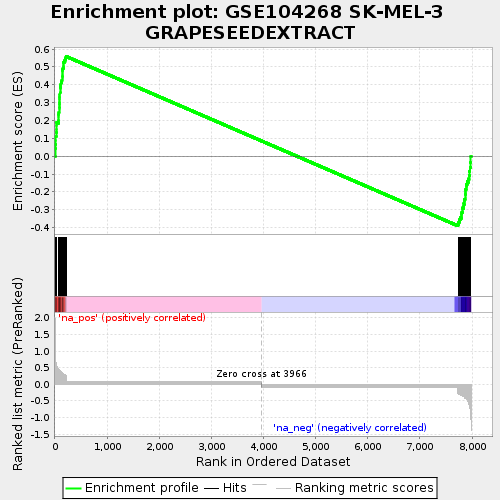 Enrichment plot: GSE104268 SK-MEL-3
GRAPESEEDEXTRACT
Enrichment score (ES)
0.6
0.5
0.4
0.3
0.2
0.1
0.0
-0.1
-0.2
-0.3
-0.4
'na_pos' (positively correlated)
Ranked list metric (PreRanked)
2.0
1.5
1.0
0.5
0.0
-0.5
-1.0
-1.5
Zero cross at 3966
'na_neg' (negatively correlated)
0 1,000 2,000 3,000 4,000 5,000 6,000 7,000 8,000
Rank in Ordered Dataset
Enrichment profile Hits Ranking metric scores